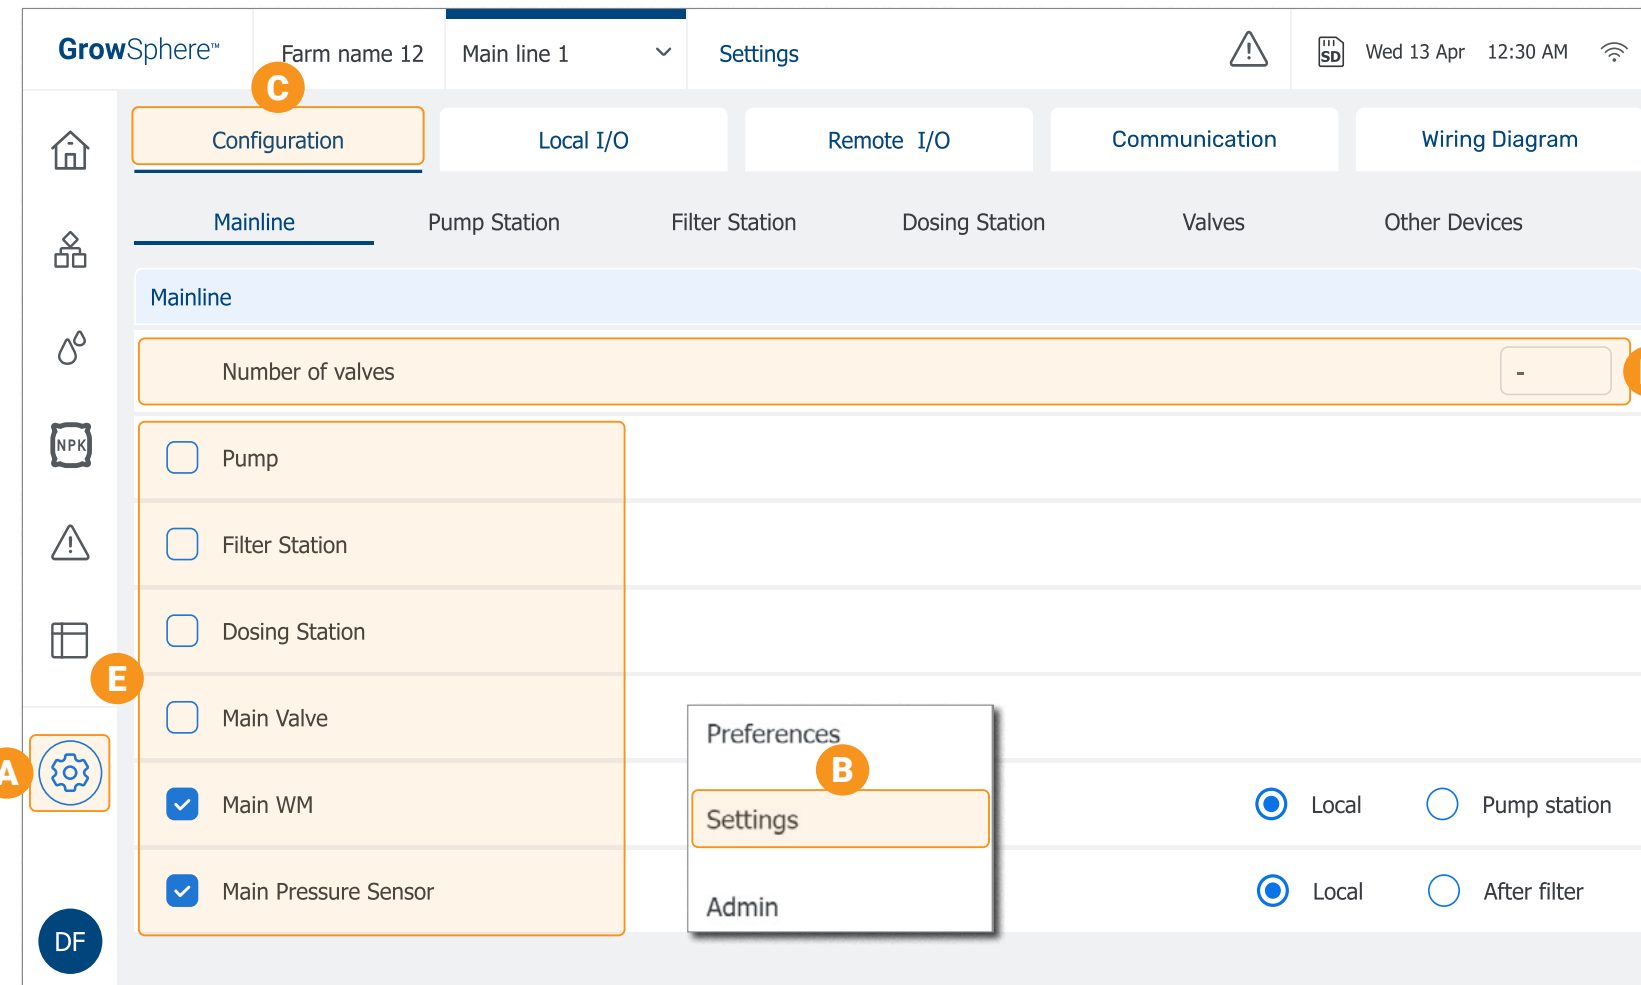 GrowSphere™ Farm name 12 Main line 1 Settings SD Wed 13 Apr 12:30 AM
C
Configuration Local I/O Remote I/O Communication Wiring Diagram
Mainline Pump Station Filter Station Dosing Station Valves Other Devices
Mainline
Number of valves -
NPK
Pump
Filter Station
Dosing Station
E
Main Valve
Preferences
B
Settings
Admin
A
Main WM Local Pump station
Main Pressure Sensor Local After filter
DF